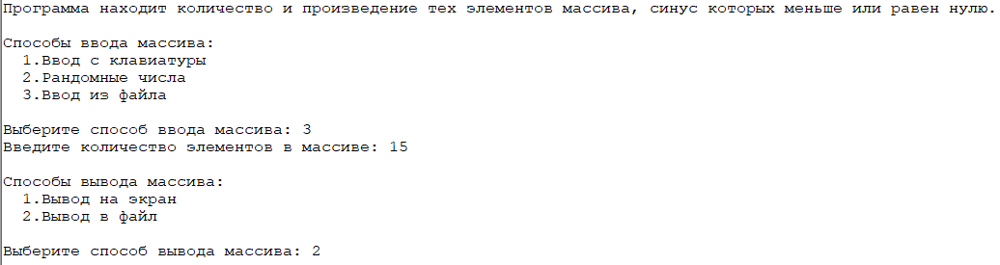 Программа находит количество и произведение тех элементов массива, синус которых меньше или равен нулю.
Способы ввода массива:
1.Ввод с клавиатуры
2.Рандомные числа
3.Ввод из файла
Выберите способ ввода массива: 3
Введите количество элементов в массиве: 15
Способы вывода массива:
1.Вывод на экран
2.Вывод в файл
Выберите способ вывода массива: 2